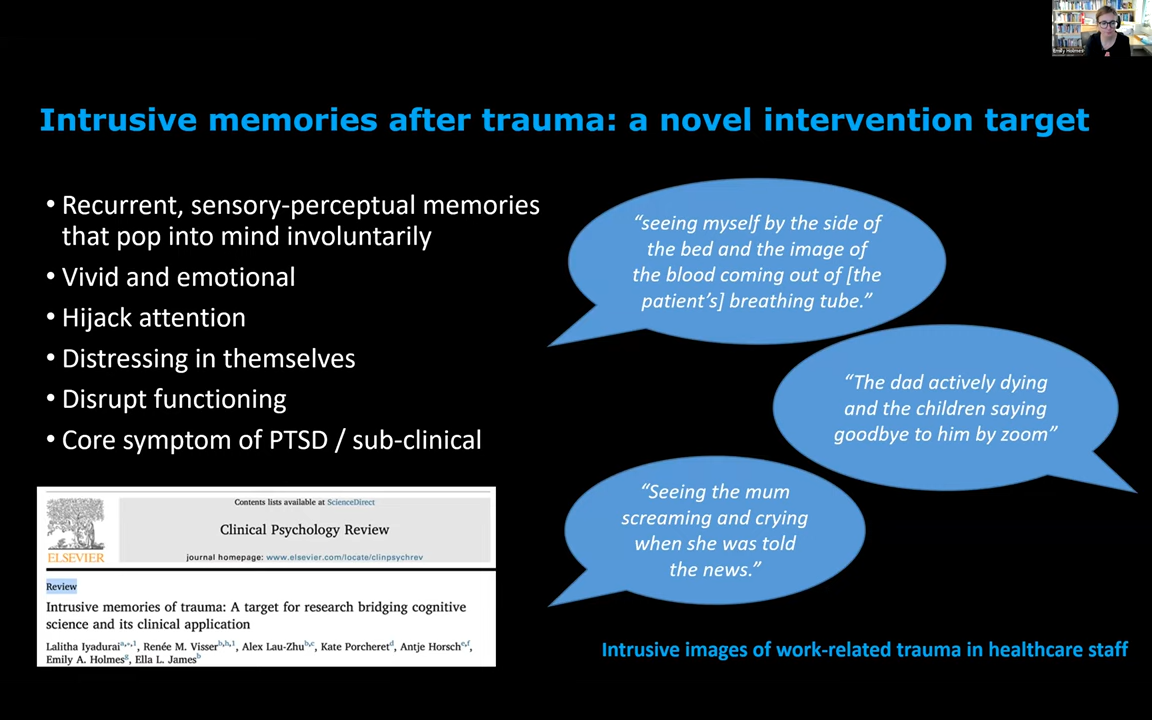 Emily Holmes
Intrusive memories after trauma: a novel intervention target
• Recurrent, sensory-perceptual memories
that pop into mind involuntarily
• Vivid and emotional
• Hijack attention
• Distressing in themselves
• Disrupt functioning
• Core symptom of PTSD / sub-clinical
“seeing myself by the side of
the bed and the image of
the blood coming out of [the
patient’s] breathing tube.”
“The dad actively dying
and the children saying
goodbye to him by zoom”
“Seeing the mum
screaming and crying
when she was told
the news.”
Contents lists available at ScienceDirect
Clinical Psychology Review
journal homepage: www.elsevier.com/locate/clinpsychrev
ELSEVIER
Review
Intrusive memories of trauma: A target for research bridging cognitive
science and its clinical application
Lalitha Iyadurai a,*,1, Renée M. Visser b,h,1, Alex Lau-Zhu b,c, Kate Porcheret d, Antje Horsch e,f,
Emily A. Holmes g, Ella L. James b
Intrusive images of work-related trauma in healthcare staff